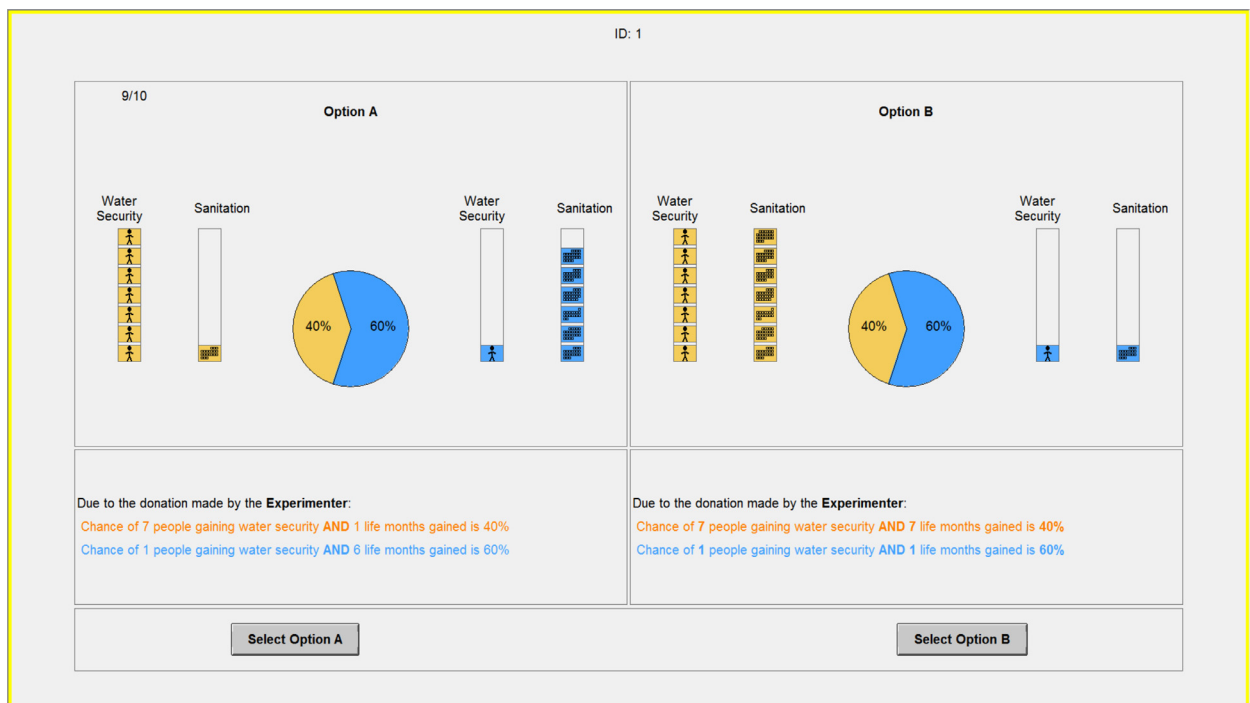 ID: 1
9/10
Option A
Water
Security
Sanitation
40%
60%
Water
Security
Sanitation
Option B
Water
Security
Sanitation
40%
60%
Water
Security
Sanitation
Due to the donation made by the Experimenter:
Chance of 7 people gaining water security AND 1 life months gained is 40%
Chance of 1 people gaining water security AND 6 life months gained is 60%
Due to the donation made by the Experimenter:
Chance of 7 people gaining water security AND 7 life months gained is 40%
Chance of 1 people gaining water security AND 1 life months gained is 60%
Select Option A
Select Option B